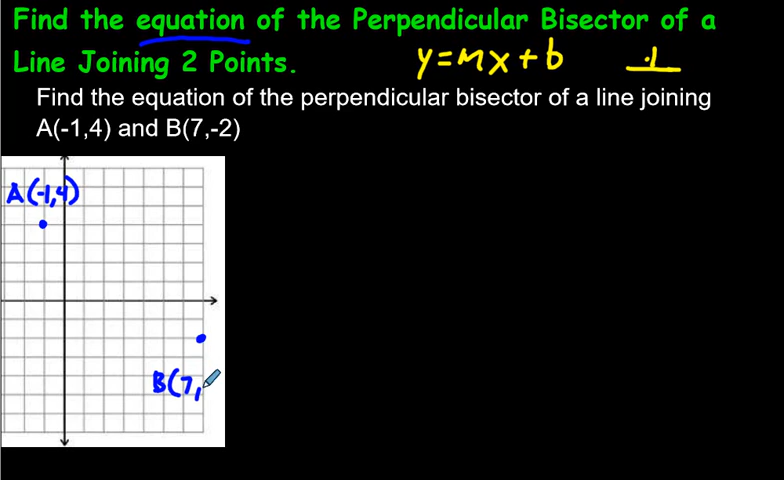 Find the equation of the Perpendicular Bisector of a
Line Joining 2 Points.
y=mx+b
Find the equation of the perpendicular bisector of a line joining
A(-1,4) and B(7,-2)
A(-1,4)
B(7,